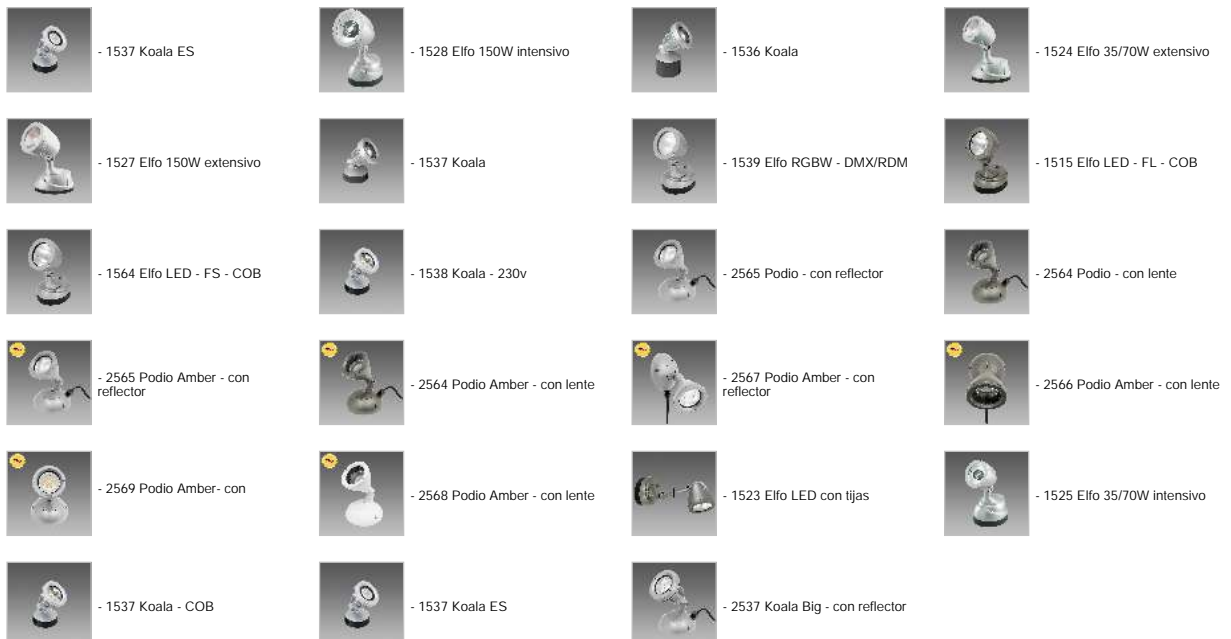 - 1537 Koala ES
- 1528 Elfo 150W intensivo
- 1536 Koala
- 1524 Elfo 35/70W extensivo
- 1527 Elfo 150W extensivo
- 1537 Koala
- 1539 Elfo RGBW - DMX/RDM
- 1515 Elfo LED - FL - COB
- 1564 Elfo LED - FS - COB
- 1538 Koala - 230v
- 2565 Podio - con reflector
- 2564 Podio - con lente
- 2565 Podio Amber - con
reflector
- 2564 Podio Amber - con lente
- 2567 Podio Amber - con
reflector
- 2566 Podio Amber - con lente
- 2569 Podio Amber- con
- 2568 Podio Amber - con lente
- 1523 Elfo LED con tijas
- 1525 Elfo 35/70W intensivo
- 1537 Koala - COB
- 1537 Koala ES
- 2537 Koala Big - con reflector